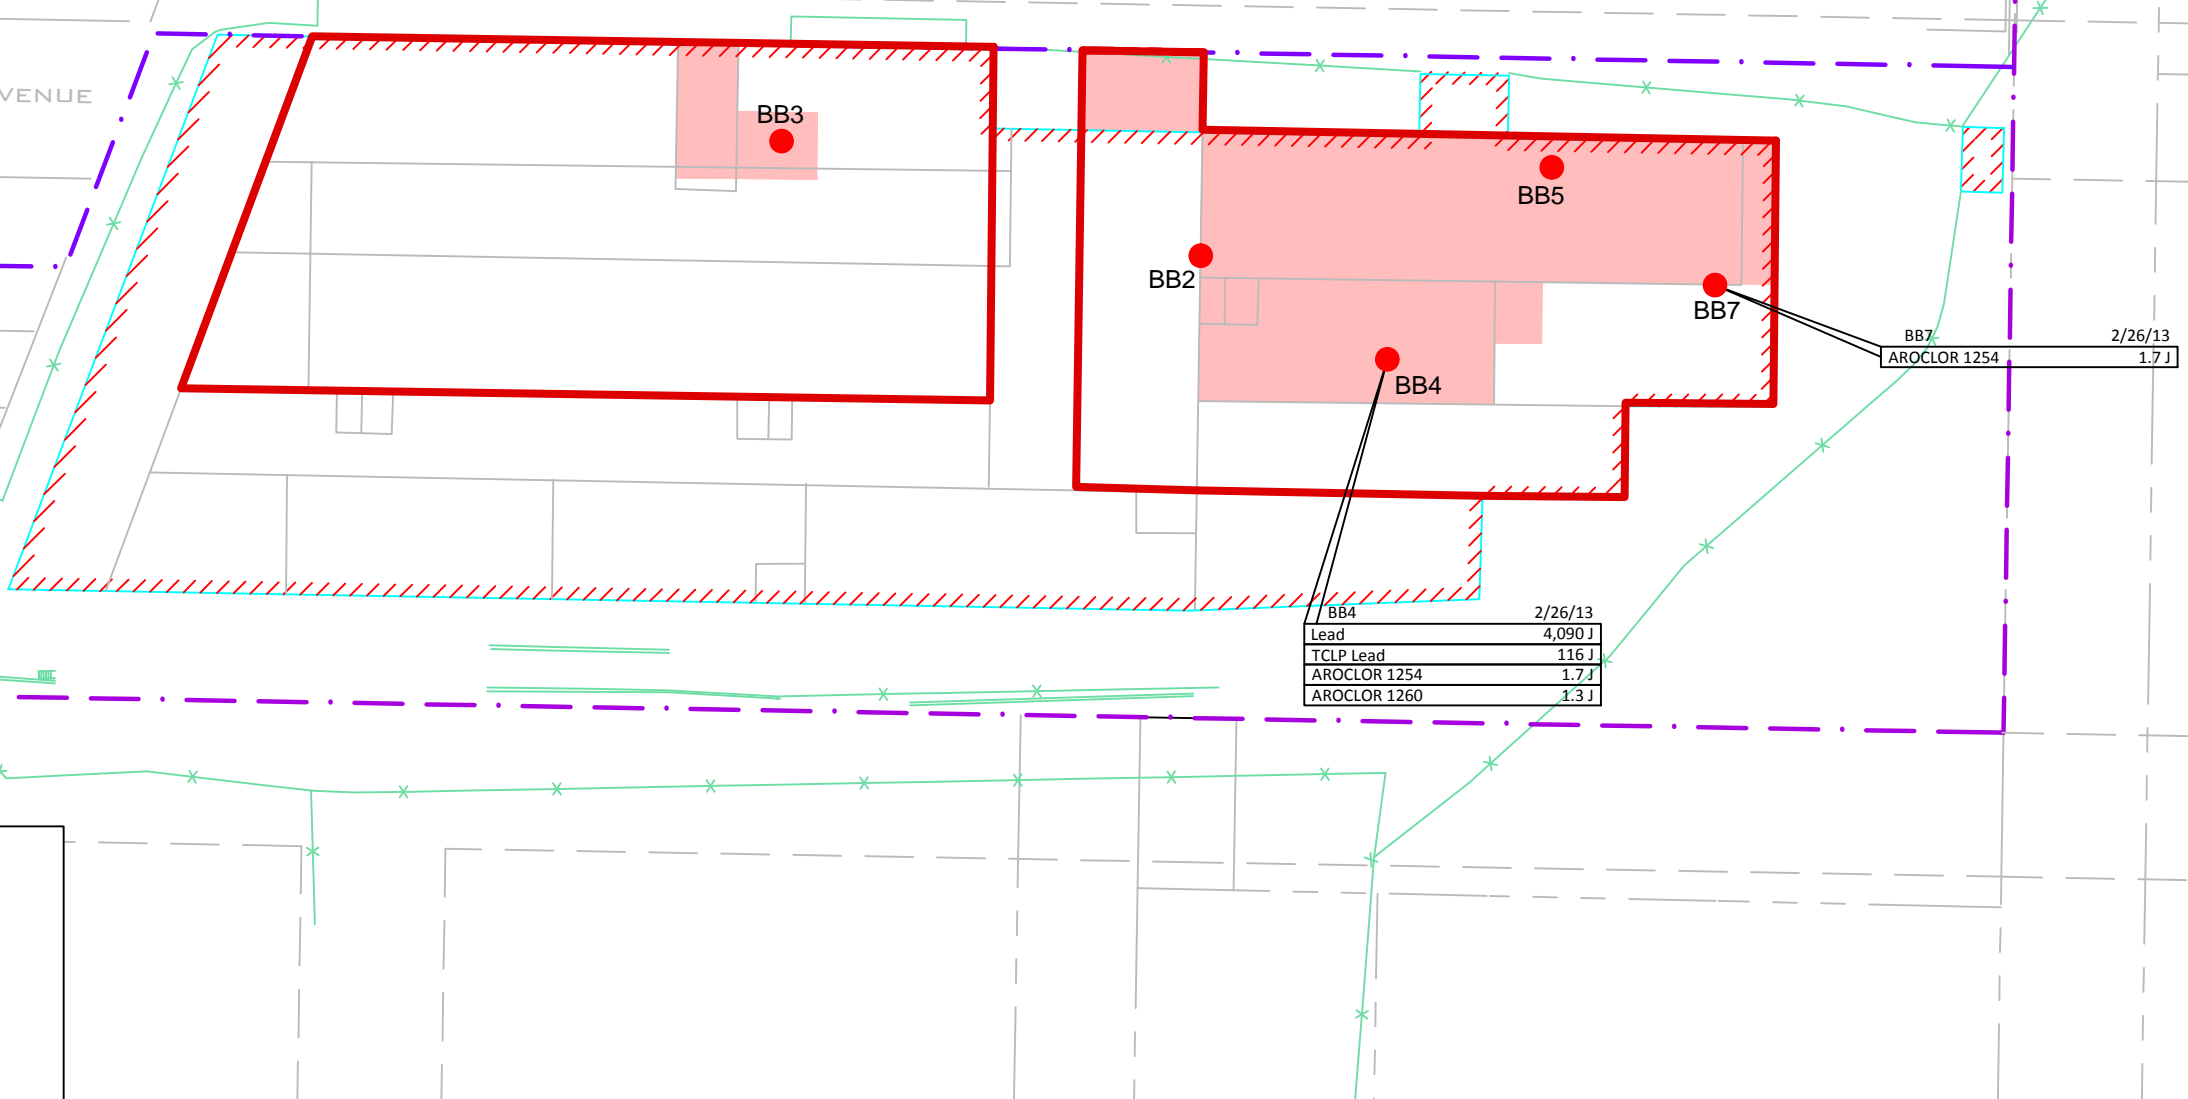 VENUE
BB3
BB5
BB2
BB7
BB7 2/26/13
AROCLOR 1254 1.7 J
BB4
BB4 2/26/13
Lead 4,090 J
TCLP Lead 116 J
AROCLOR 1254 1.7 J
AROCLOR 1260 1.3 J